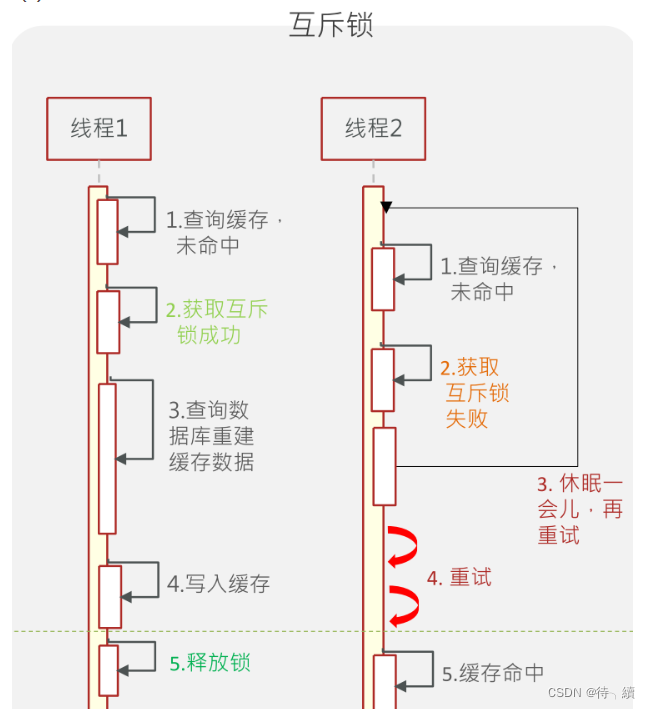 互斥锁
线程1
线程2
1.查询缓存，
未命中
2.获取互斥
锁成功
3.查询数
据库重建
缓存数据
4.写入缓存
5.释放锁
1.查询缓存，
未命中
2.获取
互斥锁
失败
3. 休眠一
会儿，再
重试
4. 重试
5.缓存命中
CSDN @待╮續